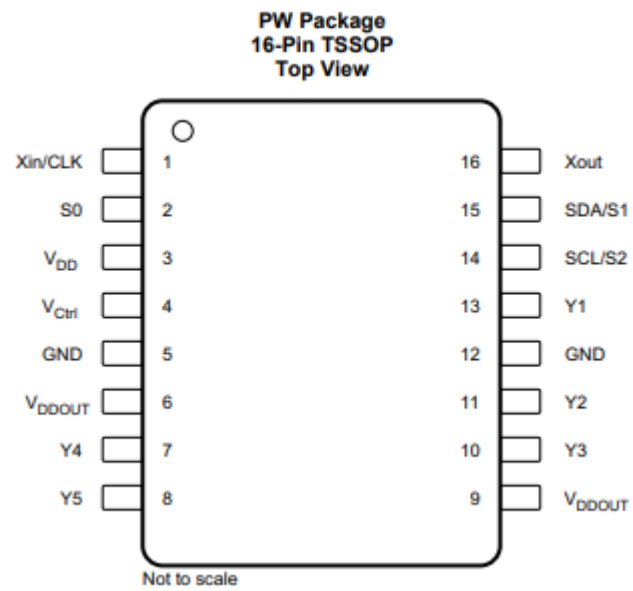 PW Package
16-Pin TSSOP
Top View
Xin/CLK 1 16 Xout
S0 2 15 SDA/S1
VDD 3 14 SCL/S2
VCtrl 4 13 Y1
GND 5 12 GND
VDDOUT 6 11 Y2
Y4 7 10 Y3
Y5 8 9 VDDOUT
Not to scale